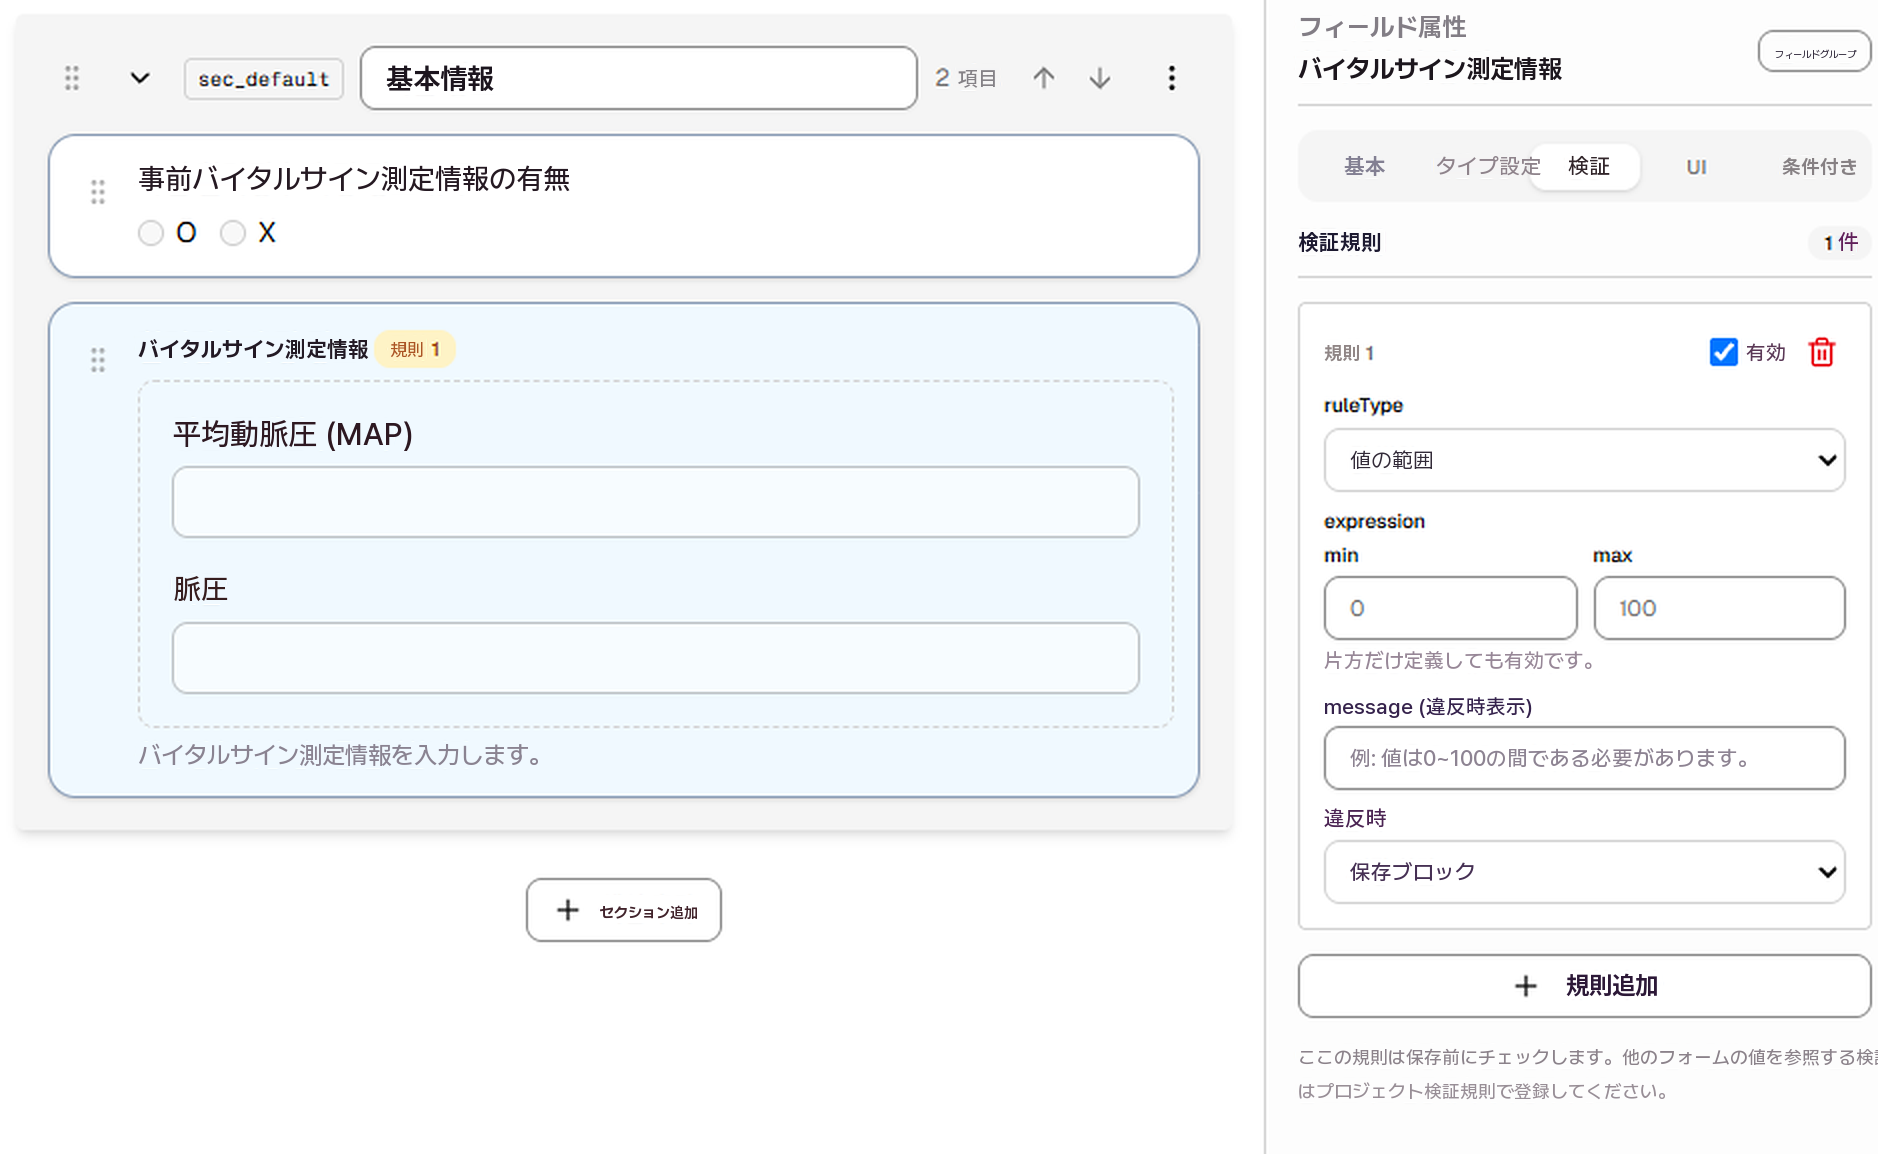 sec_default
基本情報
2 項目
事前バイタルサイン測定情報の有無
O X
バイタルサイン測定情報 規則 1
平均動脈圧 (MAP)
脈圧
バイタルサイン測定情報を入力します。
セクション追加
フィールド属性
バイタルサイン測定情報
フィールドグループ
基本 タイプ設定 検証 UI 条件付き
検証規則
1 件
規則 1
有効
ruleType
値の範囲
expression
min max
0 100
片方だけ定義しても有効です。
message (違反時表示)
例: 値は0~100の間である必要があります。
違反時
保存ブロック
規則追加
ここの規則は保存前にチェックします。他のフォームの値を参照する検証
はプロジェクト検証規則で登録してください。